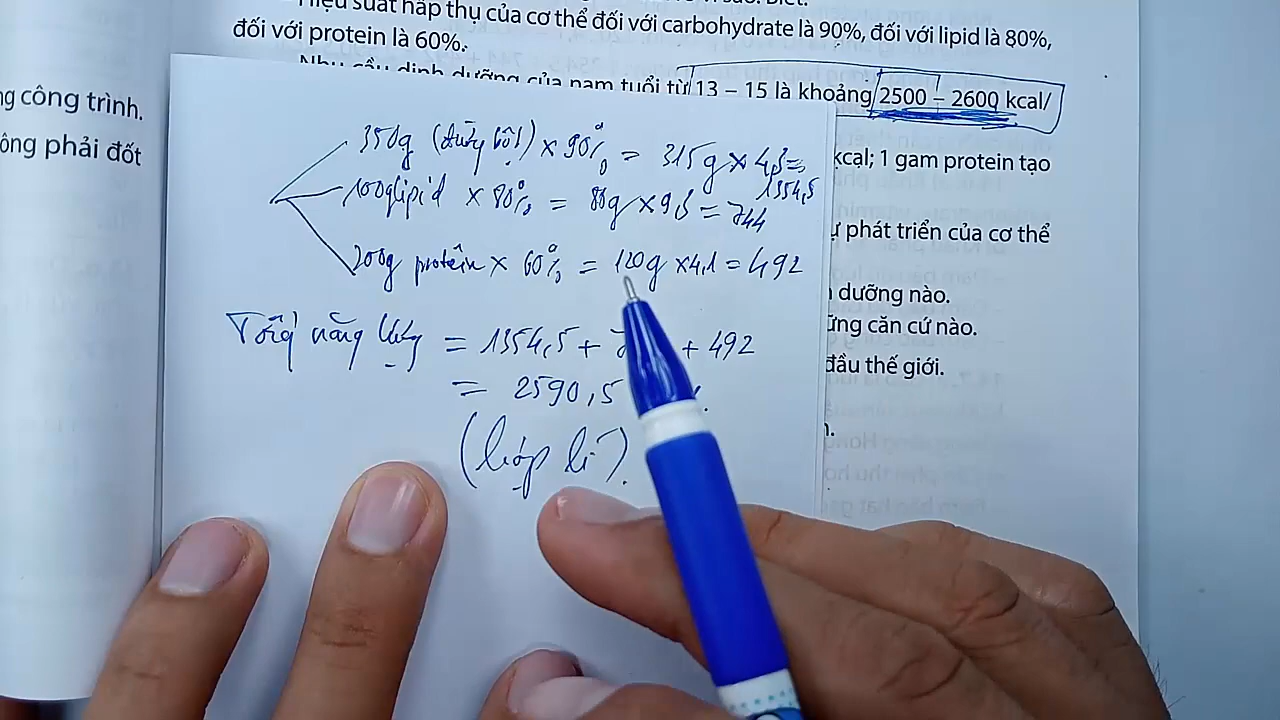 Hiệu suất hấp thụ của cơ thể đối với carbohydrate là 90%, đối với lipid là 80%,
đối với protein là 60%.
Nhu cầu dinh dưỡng của nam tuổi từ 13 – 15 là khoảng 2500 – 2600 kcal/
ng công trình.
ông phải đốt
kcal; 1 gam protein tạo
phát triển của cơ thể
dưỡng nào.
ững căn cứ nào.
đầu thế giới.
350g (đường bột) × 90% = 315g × 4,3 =
1354,5
100g lipid × 80% = 80g × 9,3 = 744
200g protein × 60% = 120g × 4,1 = 492
Tổng năng lượng = 1354,5 + 7 + 492
= 2590,5
(hợp lí).